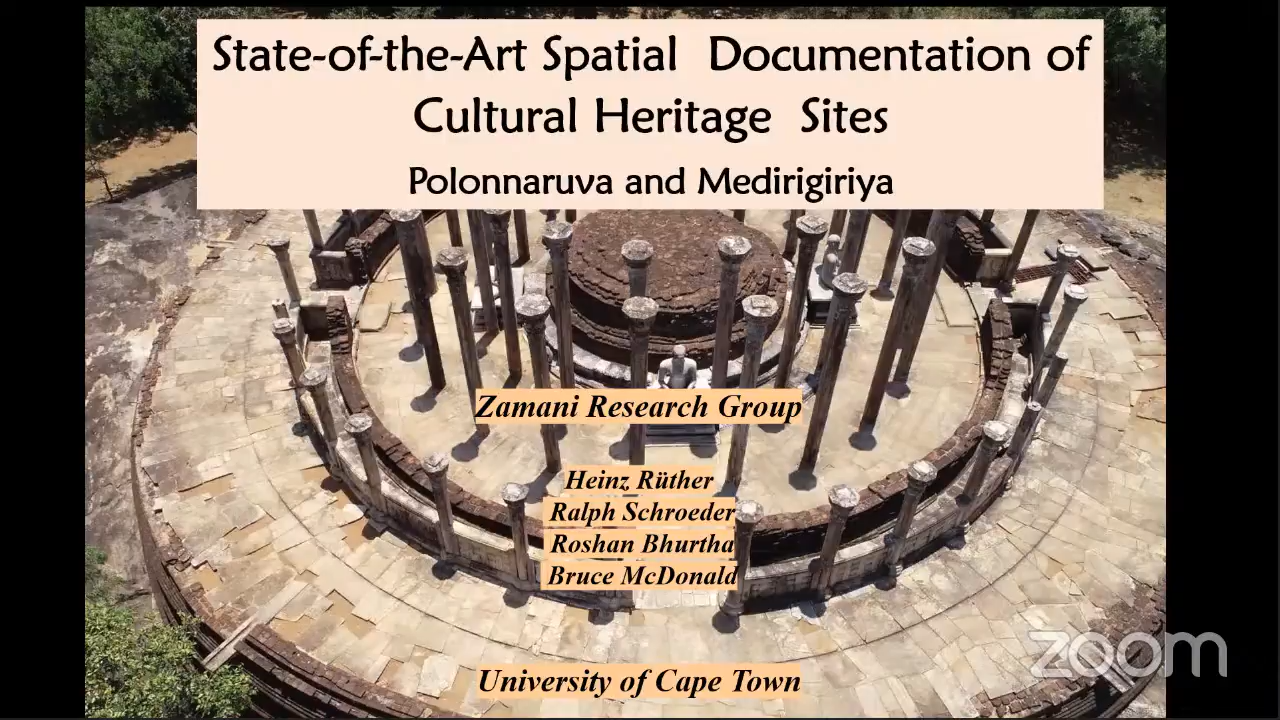 State-of-the-Art Spatial Documentation of
Cultural Heritage Sites
Polonnaruva and Medirigiriya
Zamani Research Group
Heinz Rüther
Ralph Schroeder
Roshan Bhurtha
Bruce McDonald
University of Cape Town
zoom